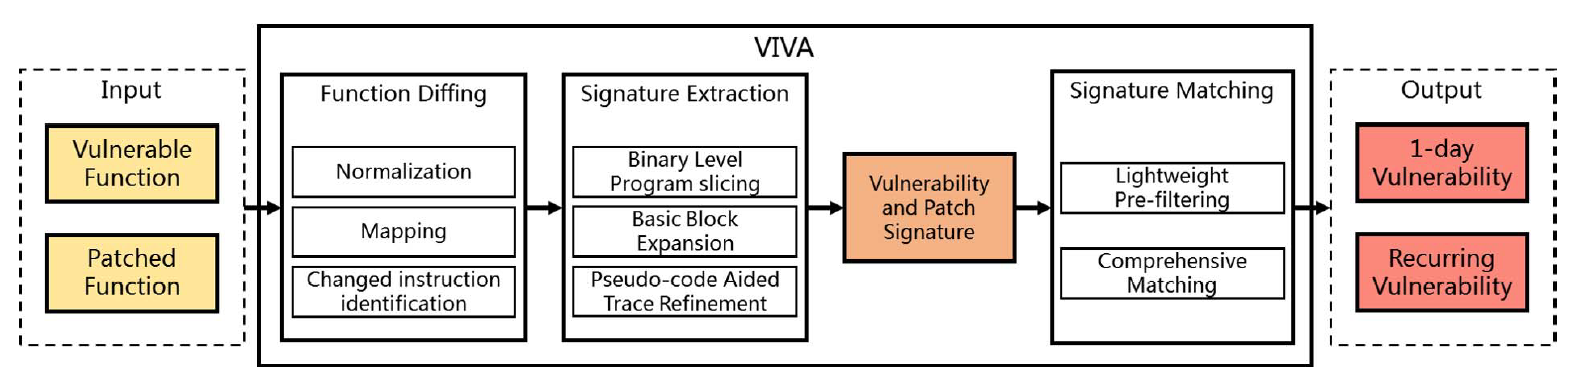 VIVA
Input
Vulnerable
Function
Patched
Function
Function Diffing
Normalization
Mapping
Changed instruction
identification
Signature Extraction
Binary Level
Program slicing
Basic Block
Expansion
Pseudo-code Aided
Trace Refinement
Vulnerability
and Patch
Signature
Signature Matching
Lightweight
Pre-filtering
Comprehensive
Matching
Output
1-day
Vulnerability
Recurring
Vulnerability